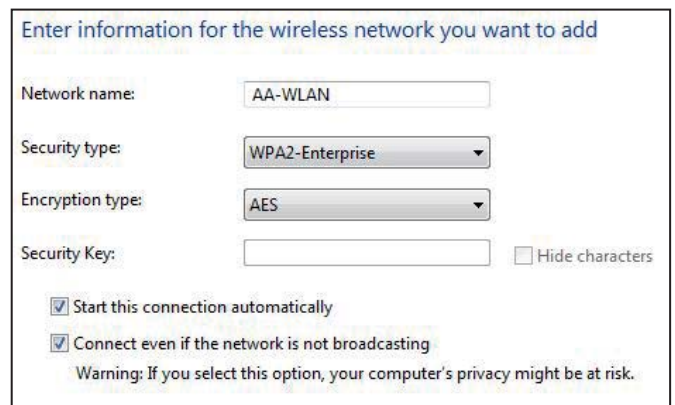 Enter information for the wireless network you want to add
Network name: AA-WLAN
Security type: WPA2-Enterprise
Encryption type: AES
Security Key: Hide characters
Start this connection automatically
Connect even if the network is not broadcasting
Warning: If you select this option, your computer's privacy might be at risk.